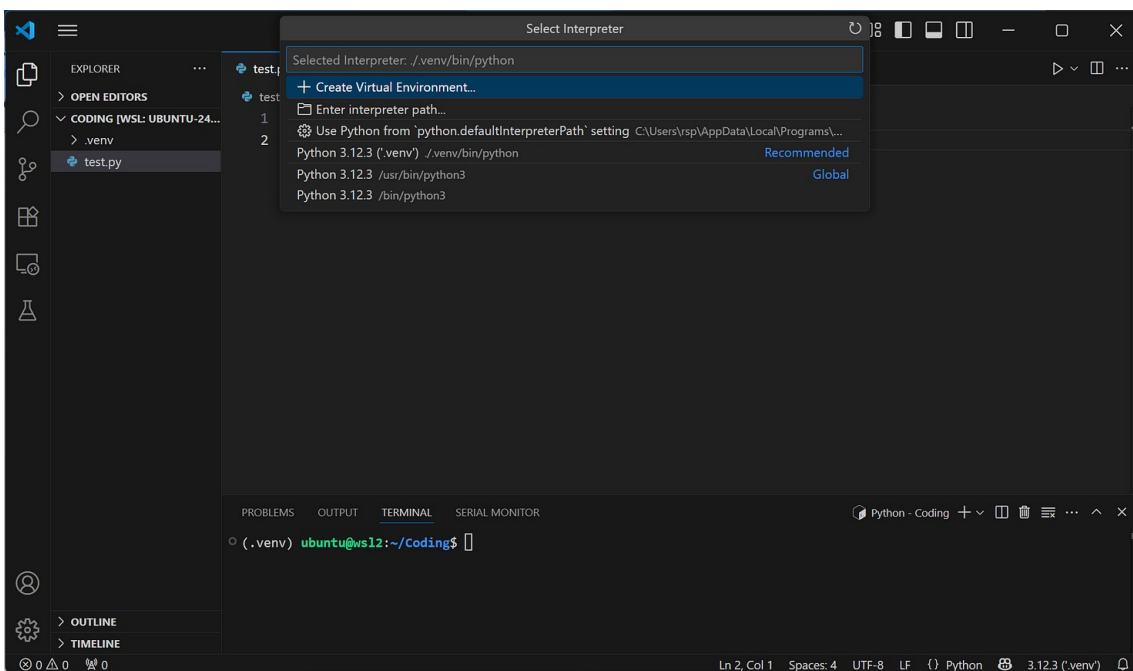 Select Interpreter
EXPLORER
test.
Selected Interpreter: ./.venv/bin/python
OPEN EDITORS
test
Create Virtual Environment...
CODING [WSL: UBUNTU-24...
1
Enter interpreter path...
.venv
2
Use Python from `python.defaultInterpreterPath` setting C:\Users\rsp\AppData\Local\Programs\...
test.py
Python 3.12.3 ('.venv') ./.venv/bin/python Recommended
Python 3.12.3 /usr/bin/python3 Global
Python 3.12.3 /bin/python3
PROBLEMS OUTPUT TERMINAL SERIAL MONITOR Python - Coding
(.venv) ubuntu@wsl2:~/Coding$
OUTLINE
TIMELINE
0 0 0 Ln 2, Col 1 Spaces: 4 UTF-8 LF {} Python 3.12.3 ('.venv')